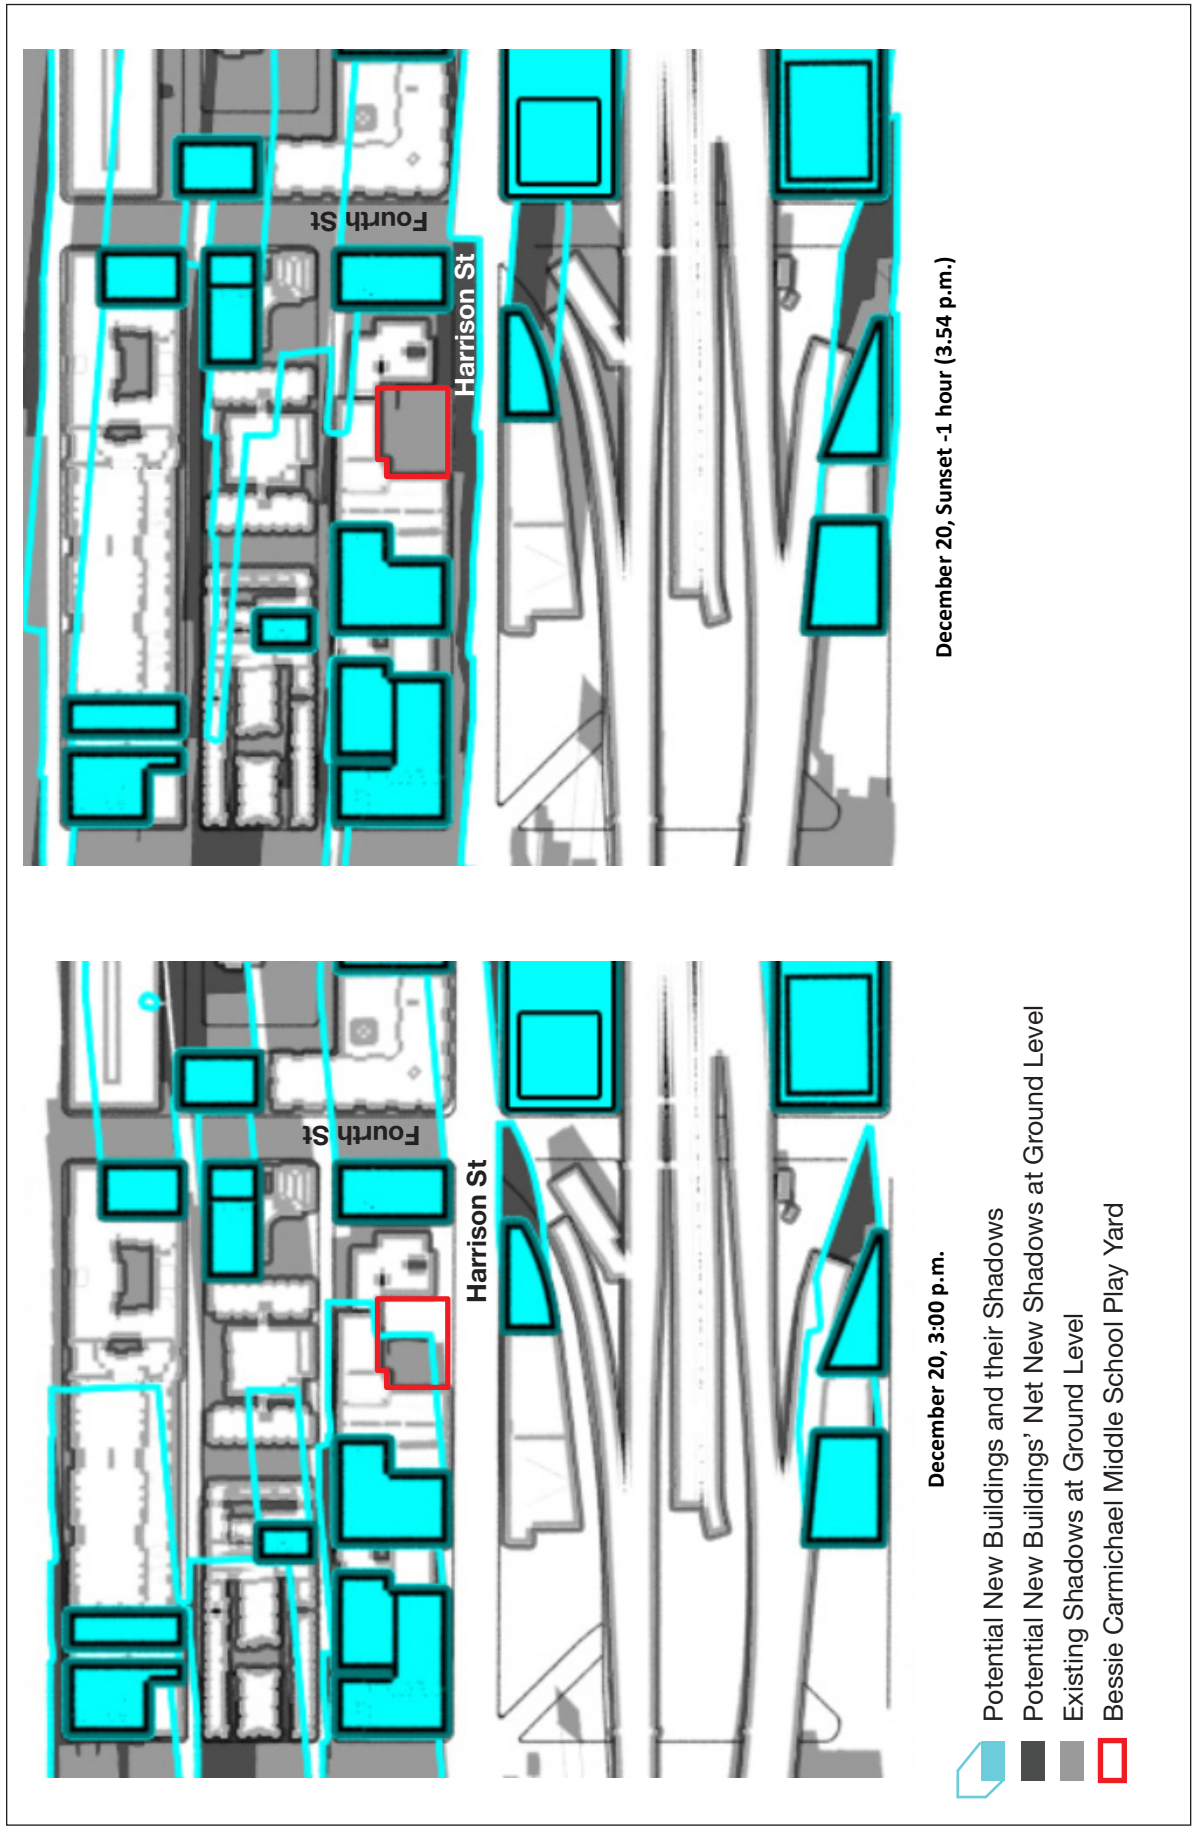 Fourth St
Harrison St
December 20, 3:00 p.m.
Fourth St
Harrison St
December 20, Sunset -1 hour (3.54 p.m.)
Potential New Buildings and their Shadows
Potential New Buildings' Net New Shadows at Ground Level
Existing Shadows at Ground Level
Bessie Carmichael Middle School Play Yard